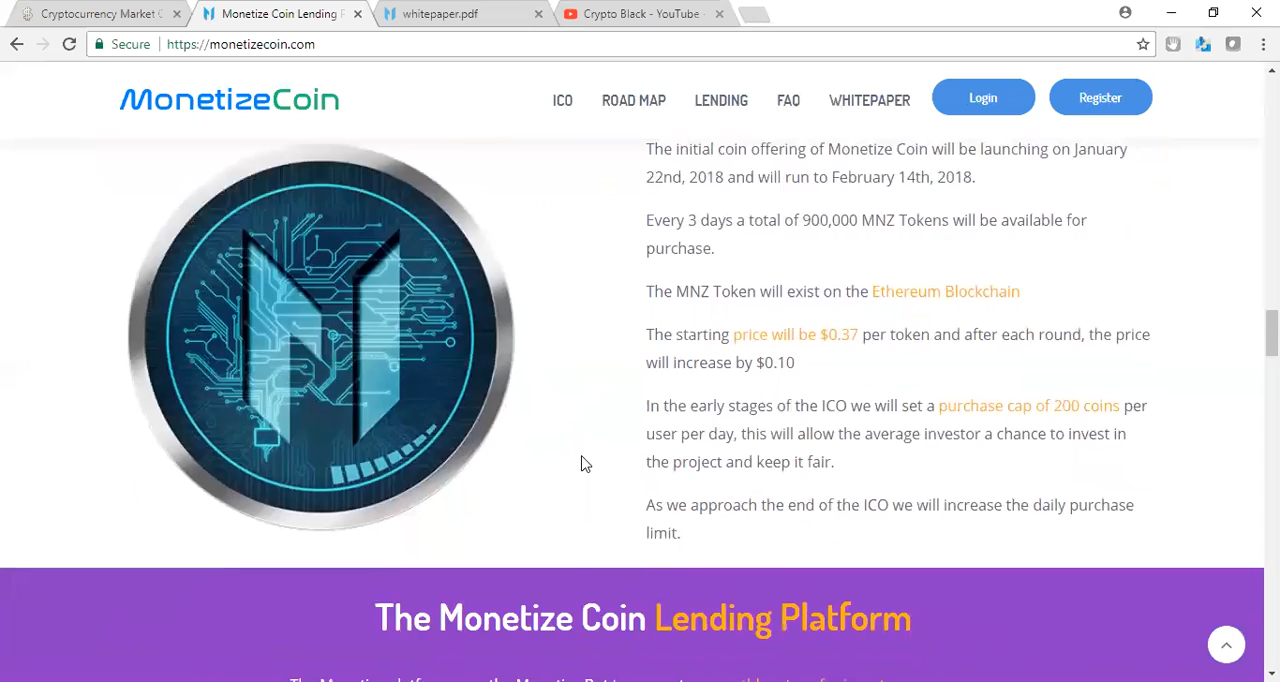 Cryptocurrency Market C
Monetize Coin Lending P
whitepaper.pdf
Crypto Black - YouTube
Secure
https://monetizecoin.com
MonetizeCoin
ICO
ROAD MAP
LENDING
FAQ
WHITEPAPER
Login
Register
The initial coin offering of Monetize Coin will be launching on January
22nd, 2018 and will run to February 14th, 2018.
Every 3 days a total of 900,000 MNZ Tokens will be available for
purchase.
The MNZ Token will exist on the Ethereum Blockchain
The starting price will be $0.37 per token and after each round, the price
will increase by $0.10
In the early stages of the ICO we will set a purchase cap of 200 coins per
user per day, this will allow the average investor a chance to invest in
the project and keep it fair.
As we approach the end of the ICO we will increase the daily purchase
limit.
The Monetize Coin Lending Platform